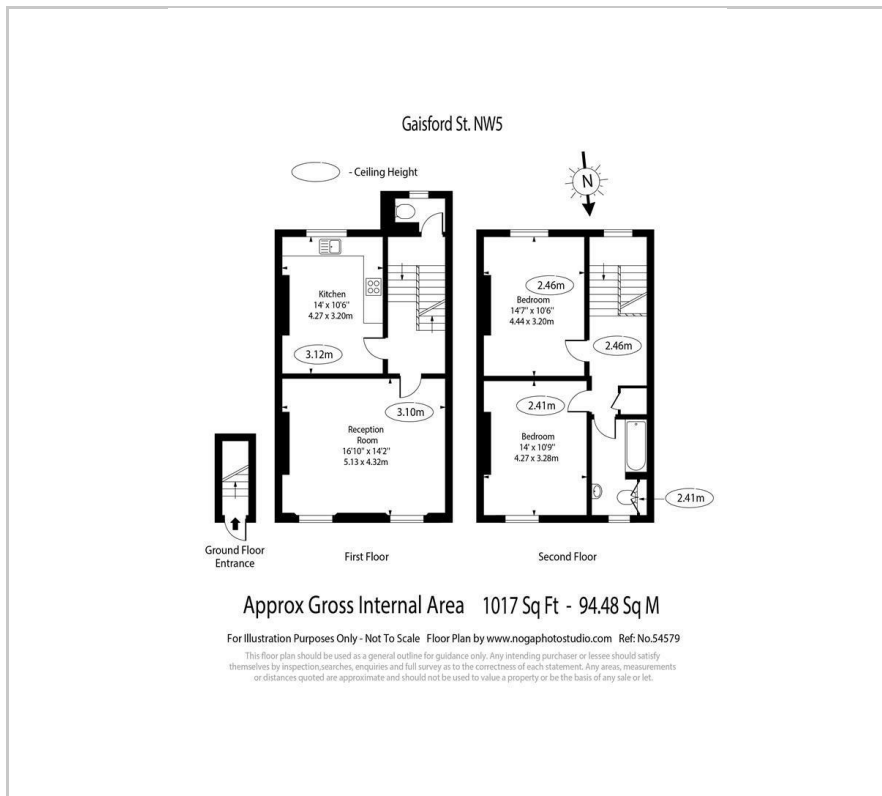 Gaisford St. NW5
- Ceiling Height
N
Kitchen
14' x 10'6"
4.27 x 3.20m
3.12m
Reception
Room
16'10" x 14'2"
5.13 x 4.32m
3.10m
Bedroom
14'7" x 10'6"
4.44 x 3.20m
2.46m
2.46m
Bedroom
14' x 10'9"
4.27 x 3.28m
2.41m
2.41m
Ground Floor
Entrance
First Floor
Second Floor
Approx Gross Internal Area 1017 Sq Ft - 94.48 Sq M
For Illustration Purposes Only - Not To Scale Floor Plan by www.nogaphotostudio.com Ref: No.54579
This floor plan should be used as a general outline for guidance only. Any intending purchaser or lessee should satisfy
themselves by inspection,searches, enquiries and full survey as to the correctness of each statement. Any areas, measurements
or distances quoted are approximate and should not be used to value a property or be the basis of any sale or let.